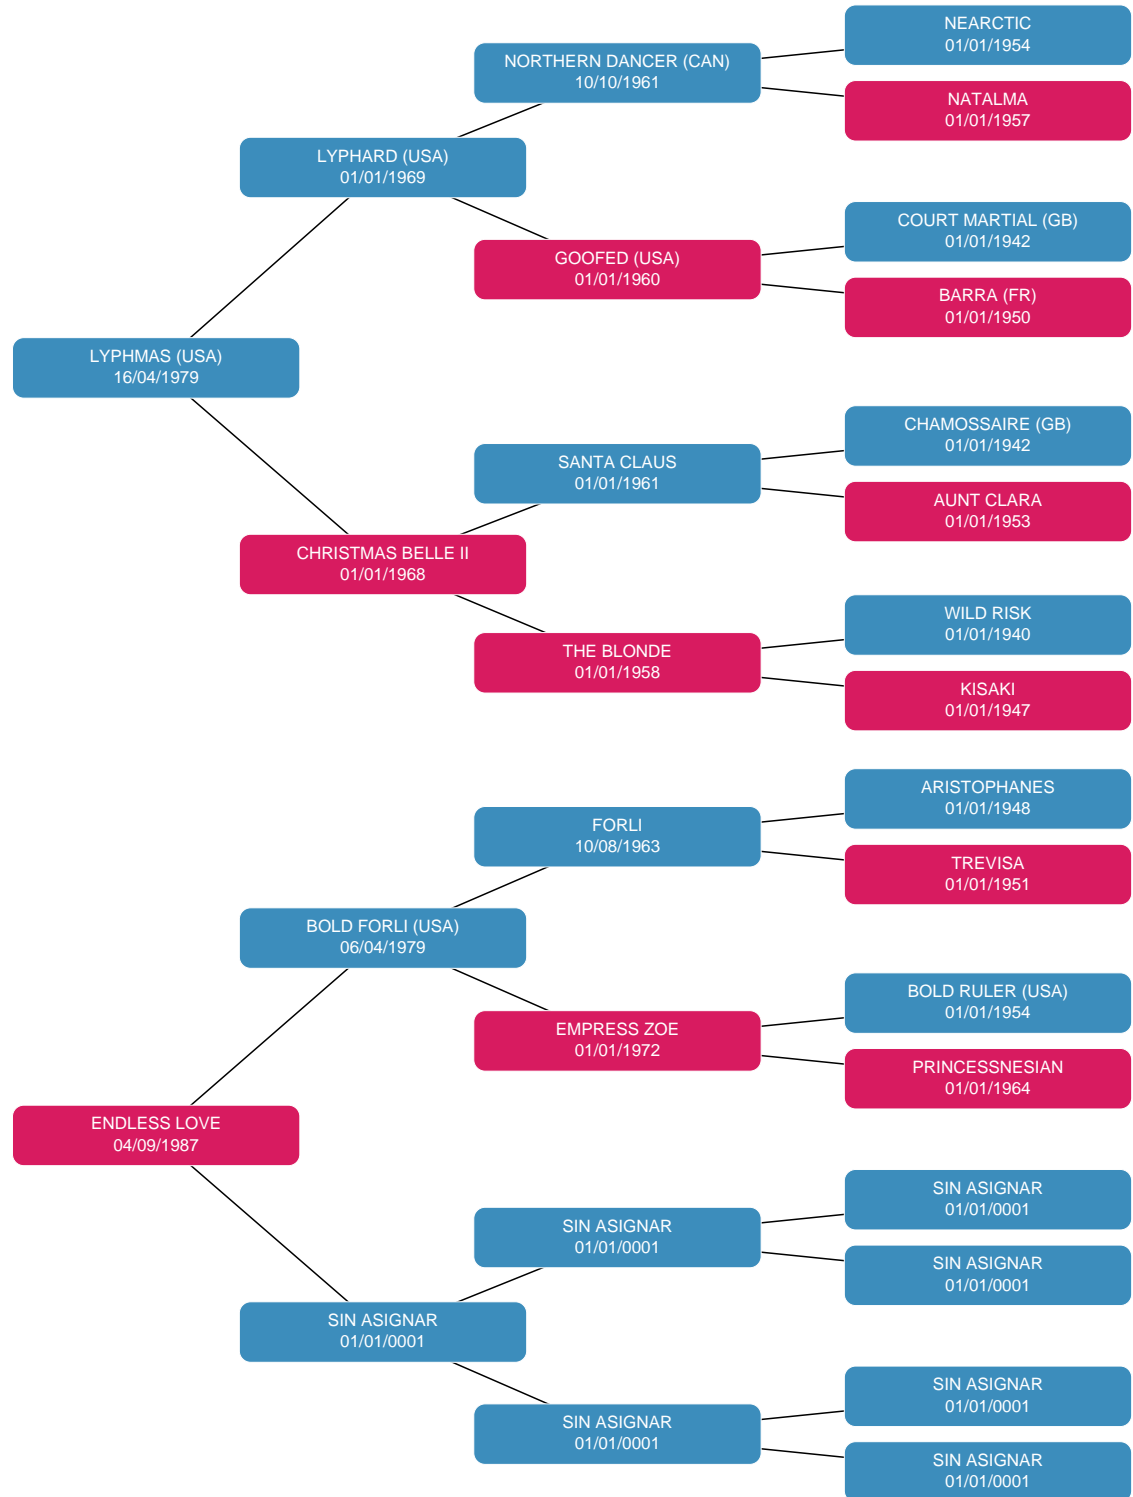 NEARCTIC
01/01/1954
NORTHERN DANCER (CAN)
10/10/1961
NATALMA
01/01/1957
LYPHARD (USA)
01/01/1969
COURT MARTIAL (GB)
01/01/1942
GOOFED (USA)
01/01/1960
BARRA (FR)
01/01/1950
LYPHMAS (USA)
16/04/1979
CHAMOSSAIRE (GB)
01/01/1942
SANTA CLAUS
01/01/1961
AUNT CLARA
01/01/1953
CHRISTMAS BELLE II
01/01/1968
WILD RISK
01/01/1940
THE BLONDE
01/01/1958
KISAKI
01/01/1947
ARISTOPHANES
01/01/1948
FORLI
10/08/1963
TREVISA
01/01/1951
BOLD FORLI (USA)
06/04/1979
BOLD RULER (USA)
01/01/1954
EMPRESS ZOE
01/01/1972
PRINCESSNESIAN
01/01/1964
ENDLESS LOVE
04/09/1987
SIN ASIGNAR
01/01/0001
SIN ASIGNAR
01/01/0001
SIN ASIGNAR
01/01/0001
SIN ASIGNAR
01/01/0001
SIN ASIGNAR
01/01/0001
SIN ASIGNAR
01/01/0001
SIN ASIGNAR
01/01/0001